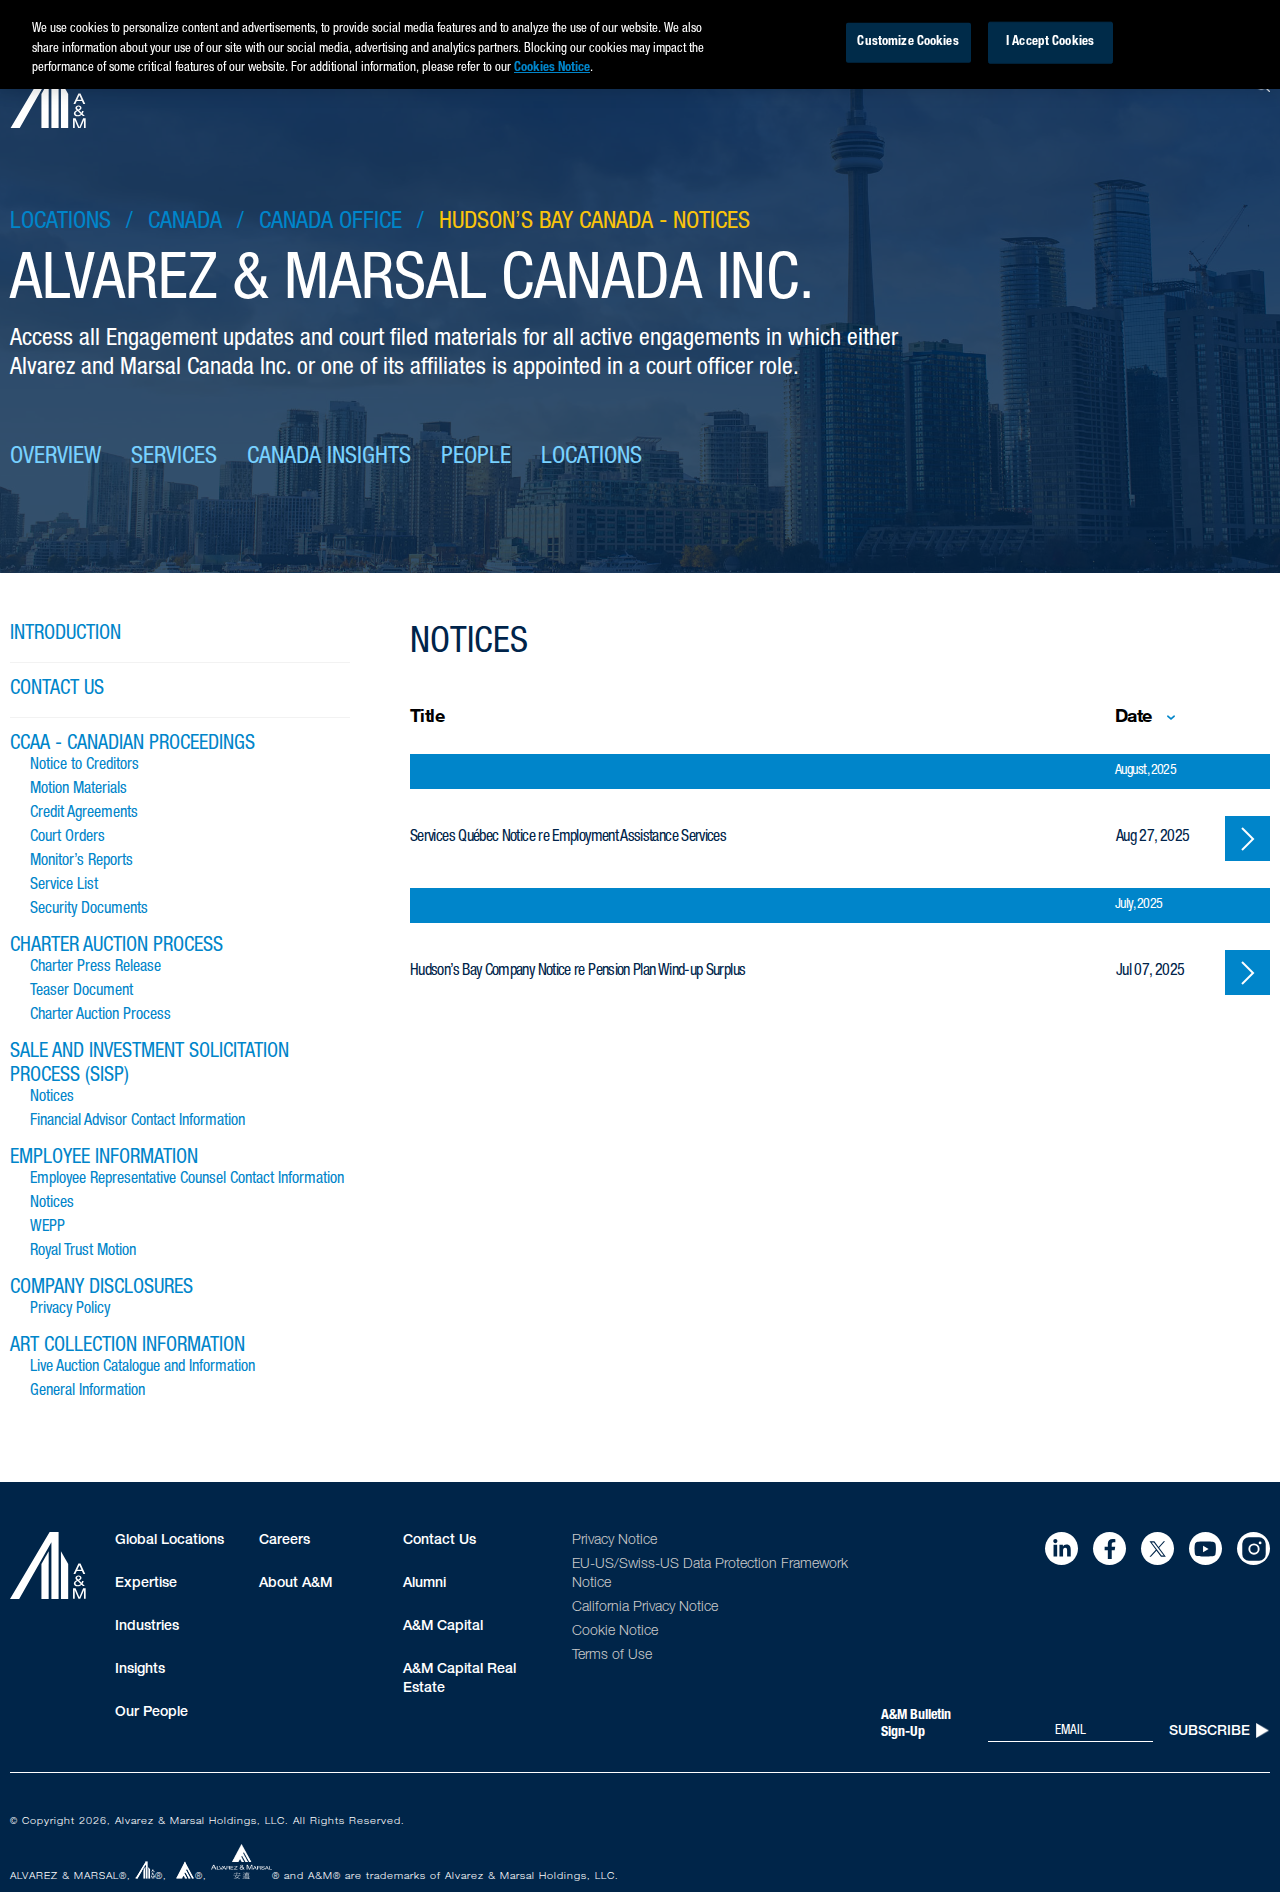 We use cookies to personalize content and advertisements, to provide social media features and to analyze the use of our website. We also
share information about your use of our site with our social media, advertising and analytics partners. Blocking our cookies may impact the
performance of some critical features of our website. For additional information, please refer to our Cookies Notice.
Customize Cookies
I Accept Cookies
A&M
LOCATIONS / CANADA / CANADA OFFICE / HUDSON'S BAY CANADA - NOTICES
ALVAREZ & MARSAL CANADA INC.
Access all Engagement updates and court filed materials for all active engagements in which either
Alvarez and Marsal Canada Inc. or one of its affiliates is appointed in a court officer role.
OVERVIEW SERVICES CANADA INSIGHTS PEOPLE LOCATIONS
INTRODUCTION
CONTACT US
CCAA - CANADIAN PROCEEDINGS
Notice to Creditors
Motion Materials
Credit Agreements
Court Orders
Monitor's Reports
Service List
Security Documents
CHARTER AUCTION PROCESS
Charter Press Release
Teaser Document
Charter Auction Process
SALE AND INVESTMENT SOLICITATION
PROCESS (SISP)
Notices
Financial Advisor Contact Information
EMPLOYEE INFORMATION
Employee Representative Counsel Contact Information
Notices
WEPP
Royal Trust Motion
COMPANY DISCLOSURES
Privacy Policy
ART COLLECTION INFORMATION
Live Auction Catalogue and Information
General Information
NOTICES
Title Date
August, 2025
Services Québec Notice re Employment Assistance Services Aug 27, 2025
July, 2025
Hudson's Bay Company Notice re Pension Plan Wind-up Surplus Jul 07, 2025
A&M
Global Locations
Expertise
Industries
Insights
Our People
Careers
About A&M
Contact Us
Alumni
A&M Capital
A&M Capital Real
Estate
Privacy Notice
EU-US/Swiss-US Data Protection Framework
Notice
California Privacy Notice
Cookie Notice
Terms of Use
A&M Bulletin
Sign-Up
EMAIL
SUBSCRIBE
© Copyright 2026, Alvarez & Marsal Holdings, LLC. All Rights Reserved.
ALVAREZ & MARSAL®, A&M®, ®, ALVAREZ & MARSAL 安迈 ® and A&M® are trademarks of Alvarez & Marsal Holdings, LLC.